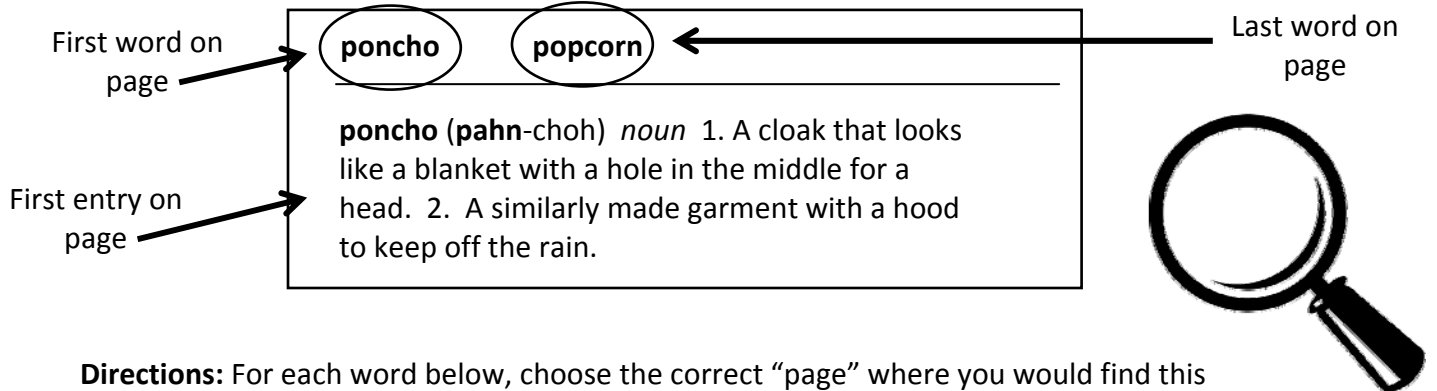 First word on
page
poncho popcorn
Last word on
page
poncho (pahn-choh) noun 1. A cloak that looks
like a blanket with a hole in the middle for a
head. 2. A similarly made garment with a hood
to keep off the rain.
First entry on
page
Directions: For each word below, choose the correct “page” where you would find this